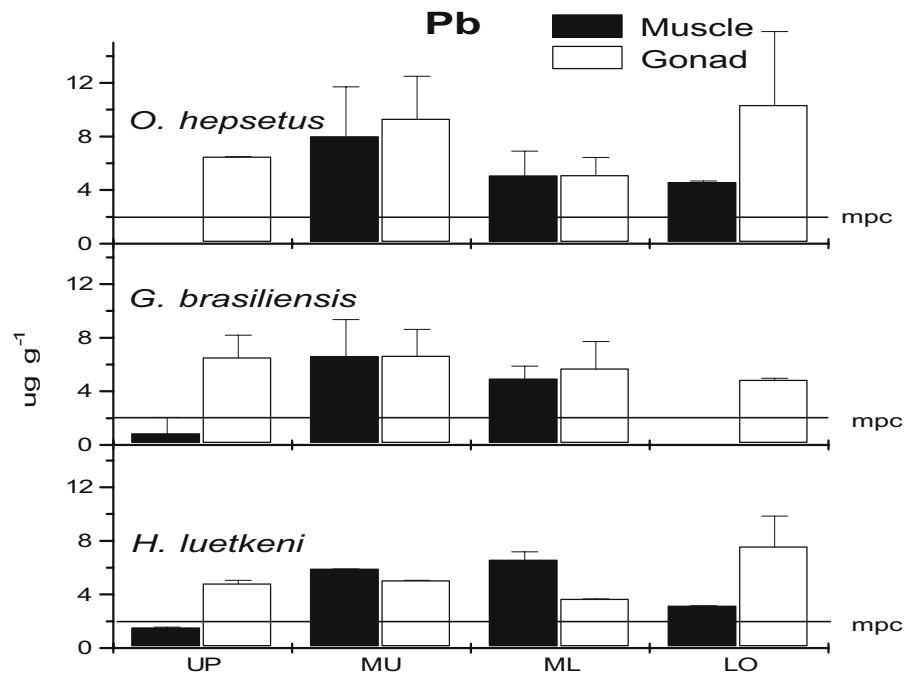 Pb
Muscle
Gonad
12
8
4
0
O. hepsetus
mpc
12
8
4
0
G. brasiliensis
mpc
ug g-1
12
8
4
0
H. luetkeni
mpc
UP MU ML LO